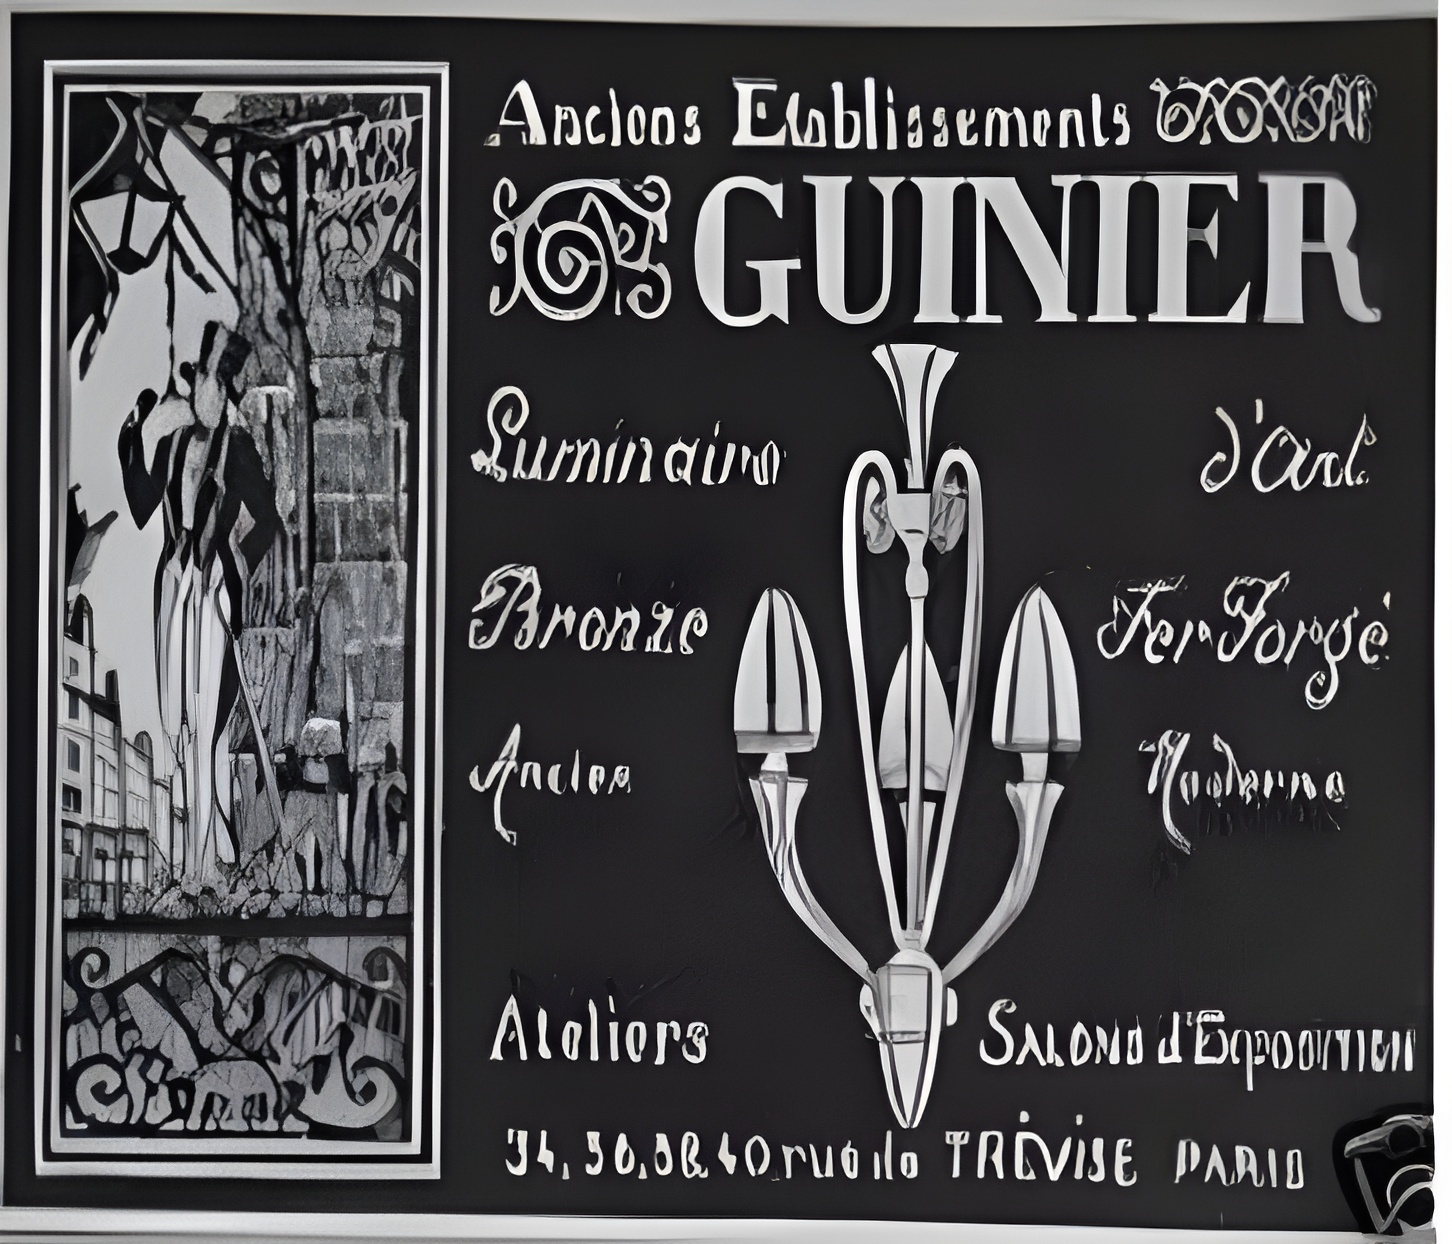 Anciens Etablissements
GUINIER
Luminaire d'Art
Bronze Fer Forgé
Ancien Moderne
Ateliers Salons d'Exposition
34, 36, 38, 40 rue de TRÉVISE PARIS